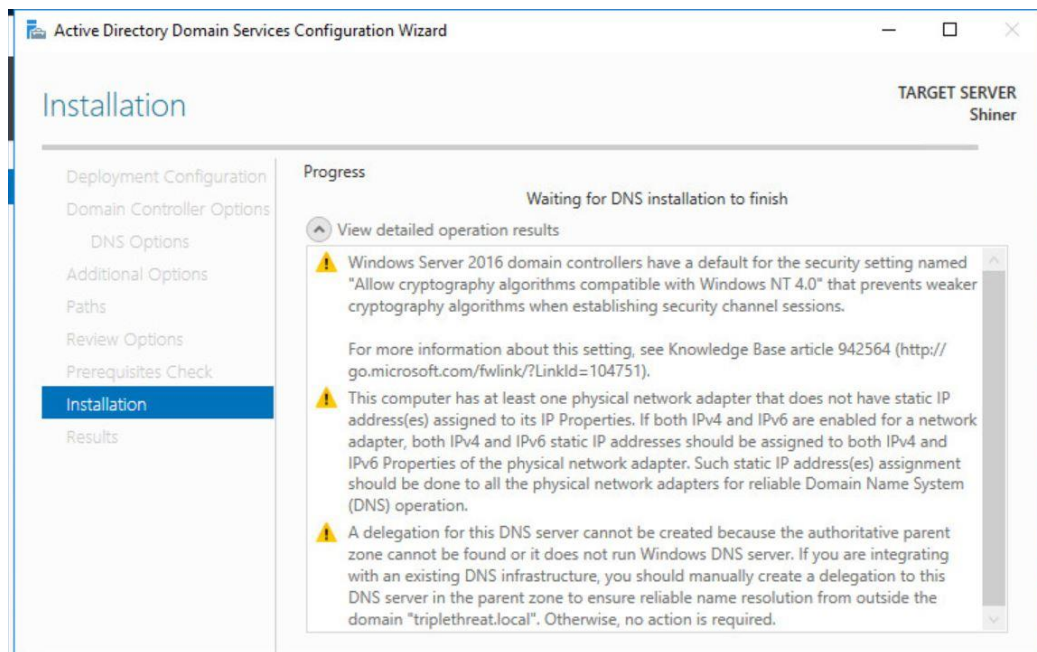 Active Directory Domain Services Configuration Wizard
Installation
TARGET SERVER
Shiner
Deployment Configuration
Domain Controller Options
DNS Options
Additional Options
Paths
Review Options
Prerequisites Check
Installation
Results
Progress
Waiting for DNS installation to finish
View detailed operation results
Windows Server 2016 domain controllers have a default for the security setting named
"Allow cryptography algorithms compatible with Windows NT 4.0" that prevents weaker
cryptography algorithms when establishing security channel sessions.
For more information about this setting, see Knowledge Base article 942564 (http://
go.microsoft.com/fwlink/?LinkId=104751).
This computer has at least one physical network adapter that does not have static IP
address(es) assigned to its IP Properties. If both IPv4 and IPv6 are enabled for a network
adapter, both IPv4 and IPv6 static IP addresses should be assigned to both IPv4 and
IPv6 Properties of the physical network adapter. Such static IP address(es) assignment
should be done to all the physical network adapters for reliable Domain Name System
(DNS) operation.
A delegation for this DNS server cannot be created because the authoritative parent
zone cannot be found or it does not run Windows DNS server. If you are integrating
with an existing DNS infrastructure, you should manually create a delegation to this
DNS server in the parent zone to ensure reliable name resolution from outside the
domain "triplethreat.local". Otherwise, no action is required.